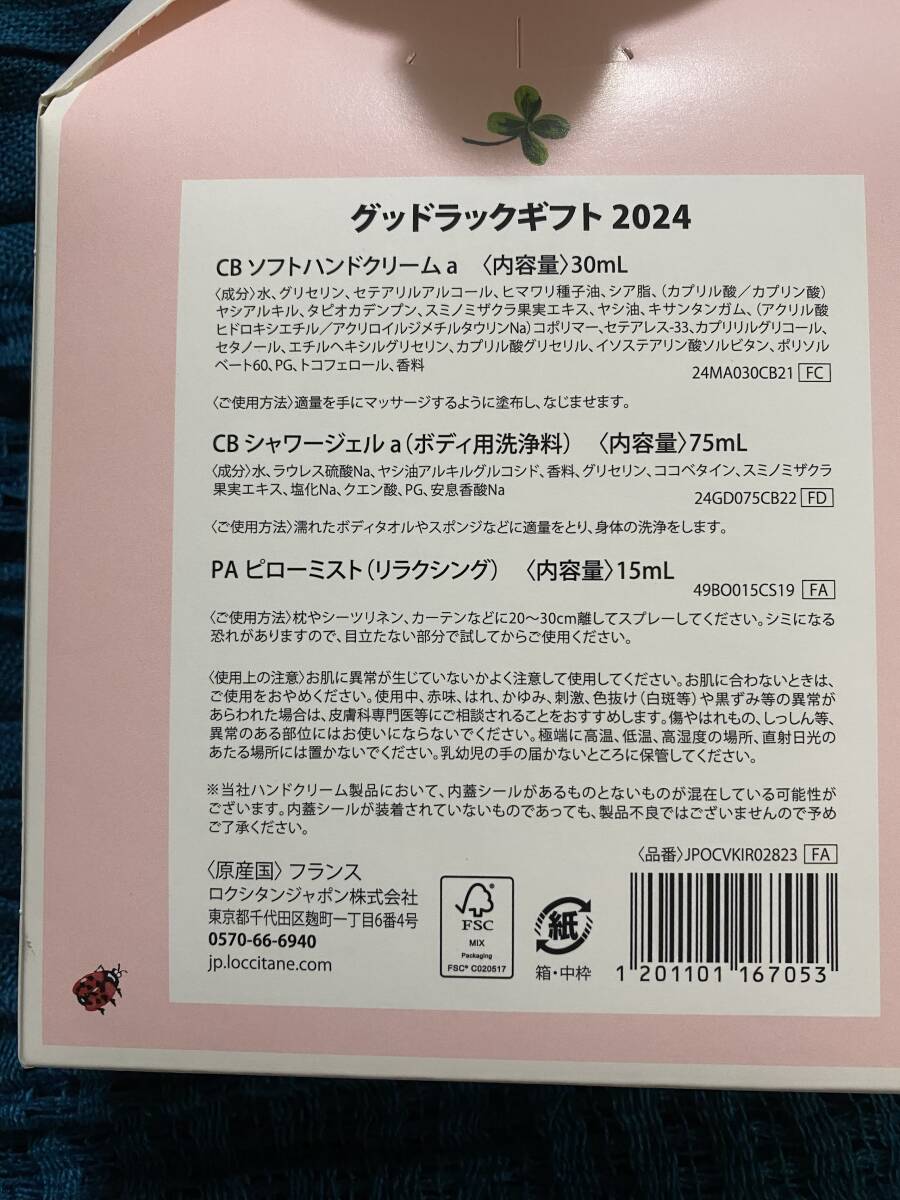 グッドラックギフト 2024
CB ソフトハンドクリーム a 〈内容量〉30mL
〈成分〉水、グリセリン、セテアリルアルコール、ヒマワリ種子油、シア脂、（カプリル酸／カプリン酸）
ヤシアルキル、タピオカデンプン、スミノミザクラ果実エキス、ヤシ油、キサンタンガム、（アクリル酸
ヒドロキシエチル／アクリロイルジメチルタウリンNa）コポリマー、セテアレス-33、カプリリルグリコール、
セタノール、エチルヘキシルグリセリン、カプリル酸グリセリル、イソステアリン酸ソルビタン、ポリソル
ベート60、PG、トコフェロール、香料
24MA030CB21 FC
〈ご使用方法〉適量を手にマッサージするように塗布し、なじませます。
CB シャワージェル a（ボディ用洗浄料） 〈内容量〉75mL
〈成分〉水、ラウレス硫酸Na、ヤシ油アルキルグルコシド、香料、グリセリン、ココベタイン、スミノミザクラ
果実エキス、塩化Na、クエン酸、PG、安息香酸Na
24GD075CB22 FD
〈ご使用方法〉濡れたボディタオルやスポンジなどに適量をとり、身体の洗浄をします。
PA ピローミスト（リラクシング） 〈内容量〉15mL
49BO015CS19 FA
〈ご使用方法〉枕やシーツリネン、カーテンなどに20〜30cm離してスプレーしてください。シミになる
恐れがありますので、目立たない部分で試してからご使用ください。
〈使用上の注意〉お肌に異常が生じていないかよく注意して使用してください。お肌に合わないときは、
ご使用をおやめください。使用中、赤味、はれ、かゆみ、刺激、色抜け（白斑等）や黒ずみ等の異常が
あらわれた場合は、皮膚科専門医等にご相談されることをおすすめします。傷やはれもの、しっしん等、
異常のある部位にはお使いにならないでください。極端に高温、低温、高湿度の場所、直射日光の
あたる場所には置かないでください。乳幼児の手の届かないところに保管してください。
※当社ハンドクリーム製品において、内蓋シールがあるものとないものが混在している可能性が
ございます。内蓋シールが装着されていないものであっても、製品不良ではございませんので予め
ご了承ください。
〈品番〉JPOCVKIR02823 FA
〈原産国〉フランス
ロクシタンジャポン株式会社
東京都千代田区麹町一丁目6番4号
0570-66-6940
jp.loccitane.com
FSC
MIX
Packaging
FSC® C020517
紙
箱・中枠
1 201101 167053